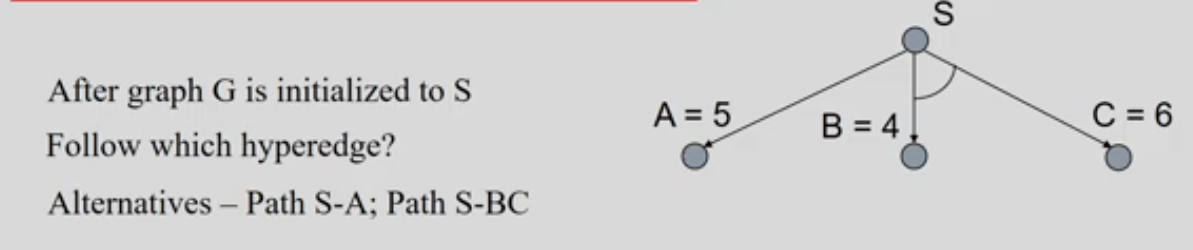 After graph G is initialized to S
Follow which hyperedge?
Alternatives – Path S-A; Path S-BC
S
A = 5
B = 4
C = 6